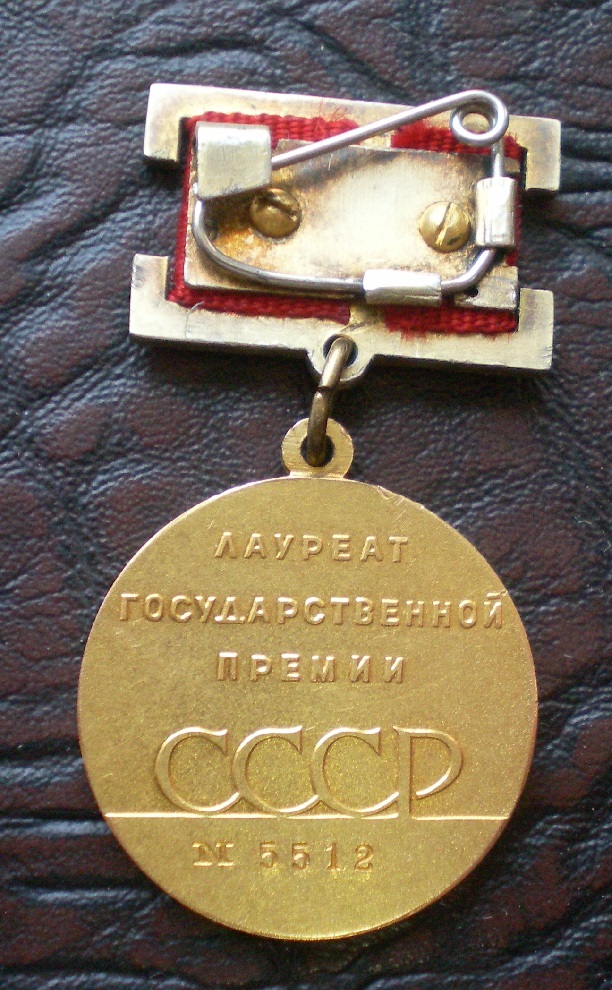 ЛАУРЕАТ
ГОСУДАРСТВЕННОЙ
ПРЕМИИ
СССР
№ 5512